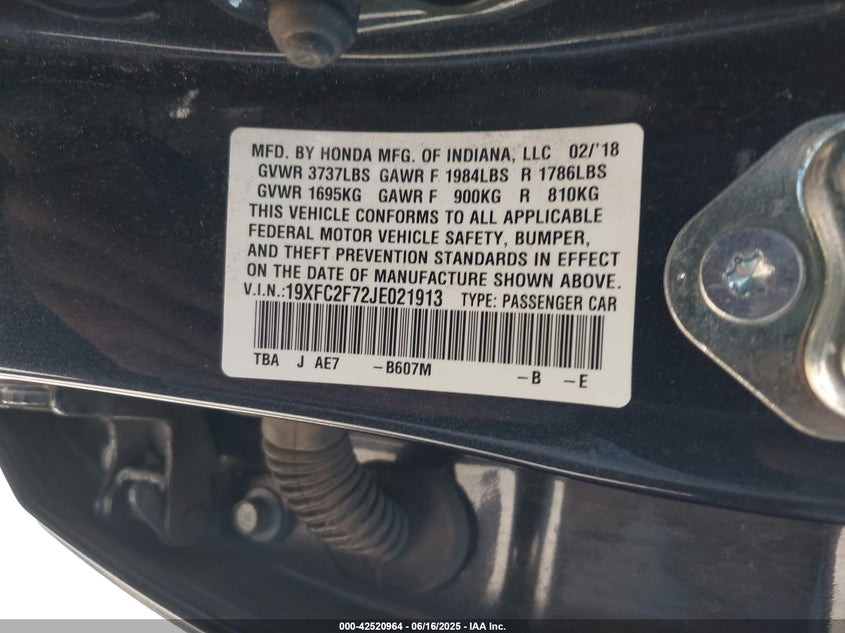 MFD. BY HONDA MFG. OF INDIANA, LLC 02/'18
GVWR 3737LBS GAWR F 1984LBS R 1786LBS
GVWR 1695KG GAWR F 900KG R 810KG
THIS VEHICLE CONFORMS TO ALL APPLICABLE
FEDERAL MOTOR VEHICLE SAFETY, BUMPER,
AND THEFT PREVENTION STANDARDS IN EFFECT
ON THE DATE OF MANUFACTURE SHOWN ABOVE.
V.I.N.:19XFC2F72JE021913 TYPE: PASSENGER CAR
TBA J AE7 -B607M -B -E
000-42520964 - 06/16/2025 - IAA Inc.